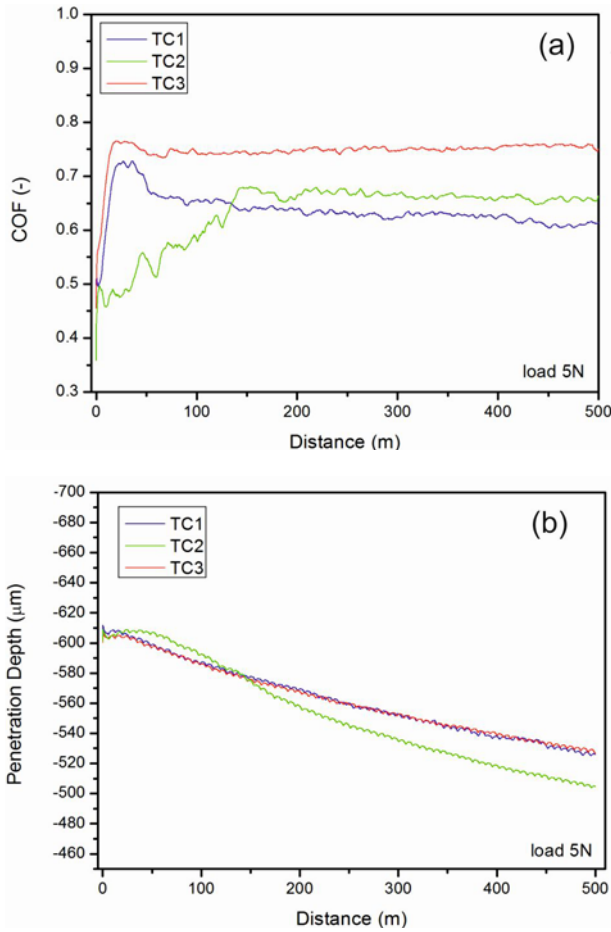 (a)
TC1
TC2
TC3
1.0
0.9
0.8
0.7
0.6
0.5
0.4
0.3
COF (-)
load 5N
0 100 200 300 400 500
Distance (m)
(b)
TC1
TC2
TC3
-700
-680
-660
-640
-620
-600
-580
-560
-540
-520
-500
-480
-460
Penetration Depth (μm)
load 5N
0 100 200 300 400 500
Distance (m)